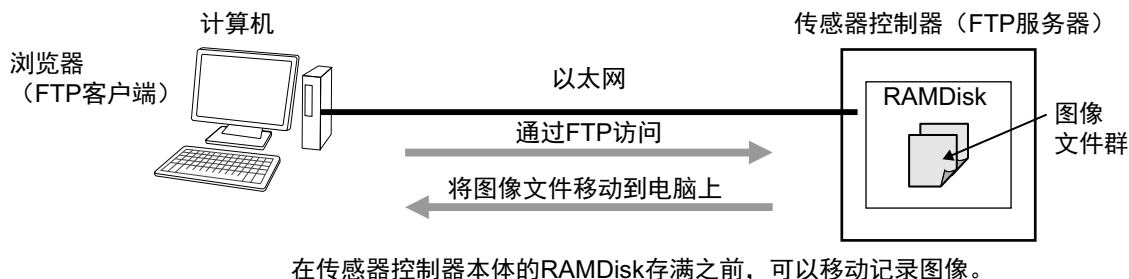 计算机
传感器控制器（FTP服务器）
浏览器
（FTP客户端）
以太网
RAMDisk
图像
文件群
通过FTP访问
将图像文件移动到电脑上
在传感器控制器本体的RAMDisk存满之前，可以移动记录图像。